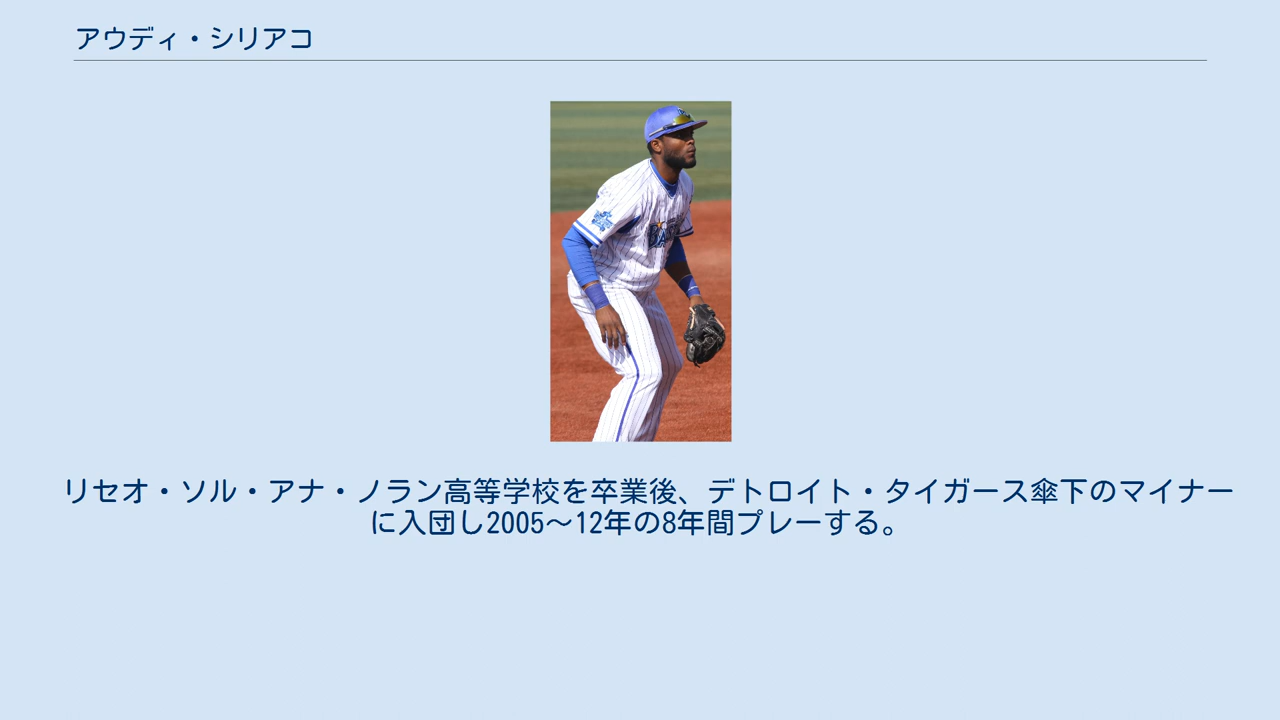 アウディ・シリアコ
リセオ・ソル・アナ・ノラン高等学校を卒業後、デトロイト・タイガース傘下のマイナー
に入団し2005〜12年の8年間プレーする。